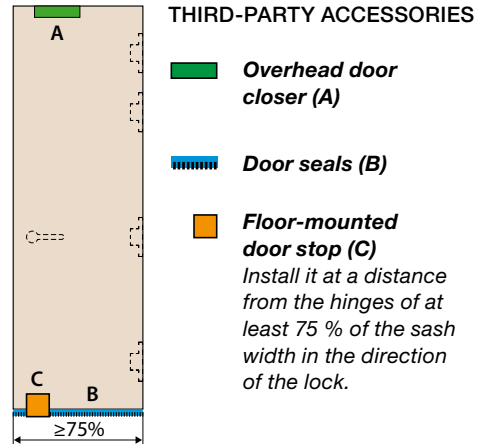 THIRD-PARTY ACCESSORIES
A
Overhead door
closer (A)
Door seals (B)
Floor-mounted
door stop (C)
Install it at a distance
from the hinges of at
least 75 % of the sash
width in the direction
of the lock.
C
B
≥75%